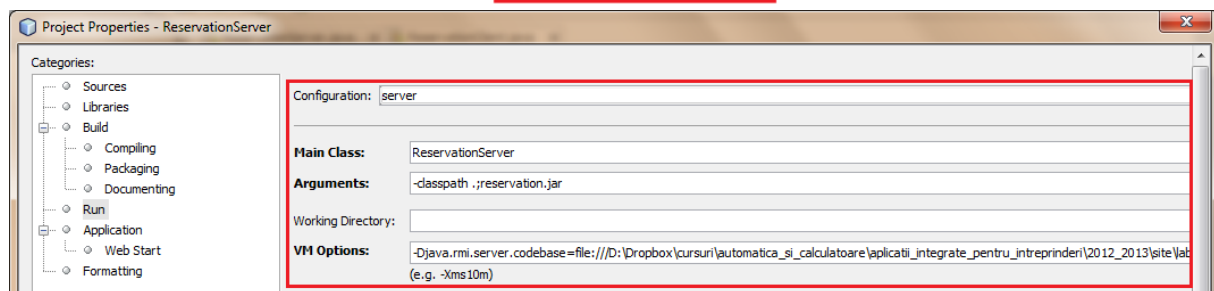 Project Properties - ReservationServer
X
Categories:
Sources
Libraries
Build
Compiling
Packaging
Documenting
Run
Application
Web Start
Formatting
Configuration: server
Main Class: ReservationServer
Arguments: -classpath .;reservation.jar
Working Directory:
VM Options: -Djava.rmi.server.codebase=file:///D:\Dropbox\cursuri\automatica_si_calculatoare\aplicatii_integrate_pentru_intreprinderi\2012_2013\site\lab
(e.g. -Xms10m)